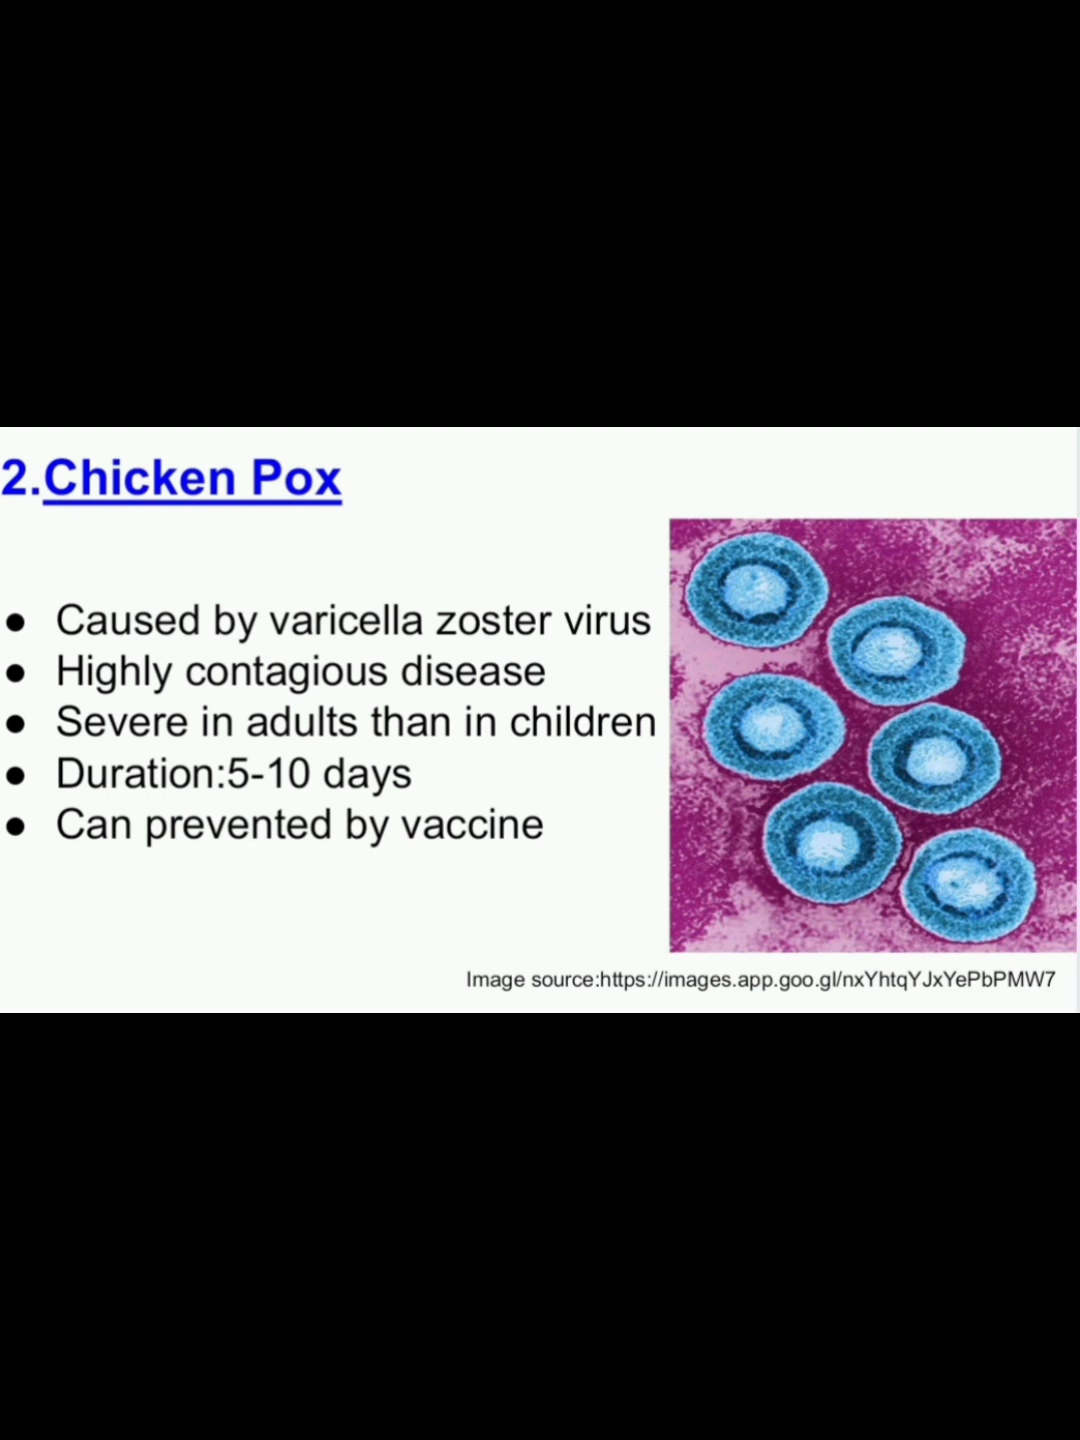 2.Chicken Pox
● Caused by varicella zoster virus
● Highly contagious disease
● Severe in adults than in children
● Duration:5-10 days
● Can prevented by vaccine
Image source:https://images.app.goo.gl/nxYhtqYJxYePbPMW7